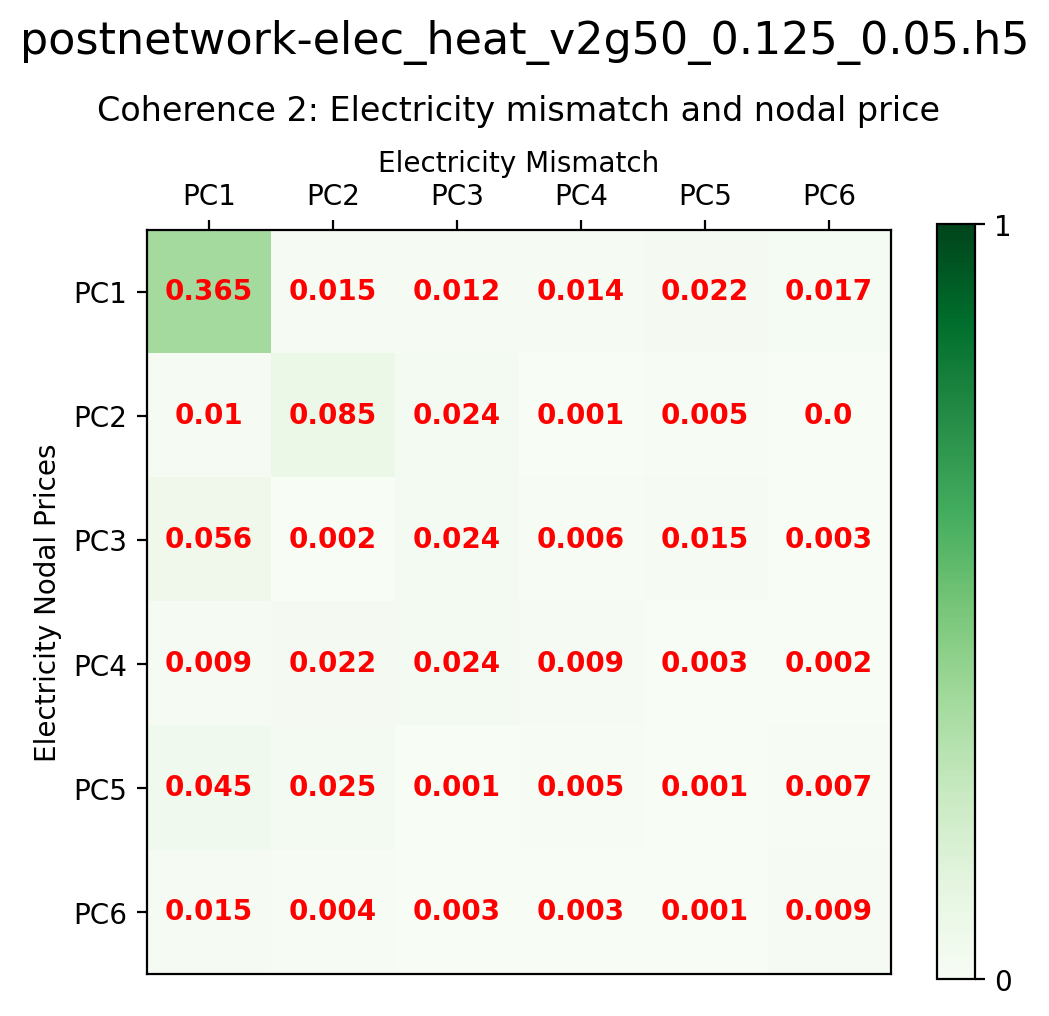 postnetwork-elec_heat_v2g50_0.125_0.05.h5
Coherence 2: Electricity mismatch and nodal price
Electricity Mismatch
PC1 PC2 PC3 PC4 PC5 PC6
Electricity Nodal Prices
PC1 0.365 0.015 0.012 0.014 0.022 0.017
PC2 0.01 0.085 0.024 0.001 0.005 0.0
PC3 0.056 0.002 0.024 0.006 0.015 0.003
PC4 0.009 0.022 0.024 0.009 0.003 0.002
PC5 0.045 0.025 0.001 0.005 0.001 0.007
PC6 0.015 0.004 0.003 0.003 0.001 0.009
1
0